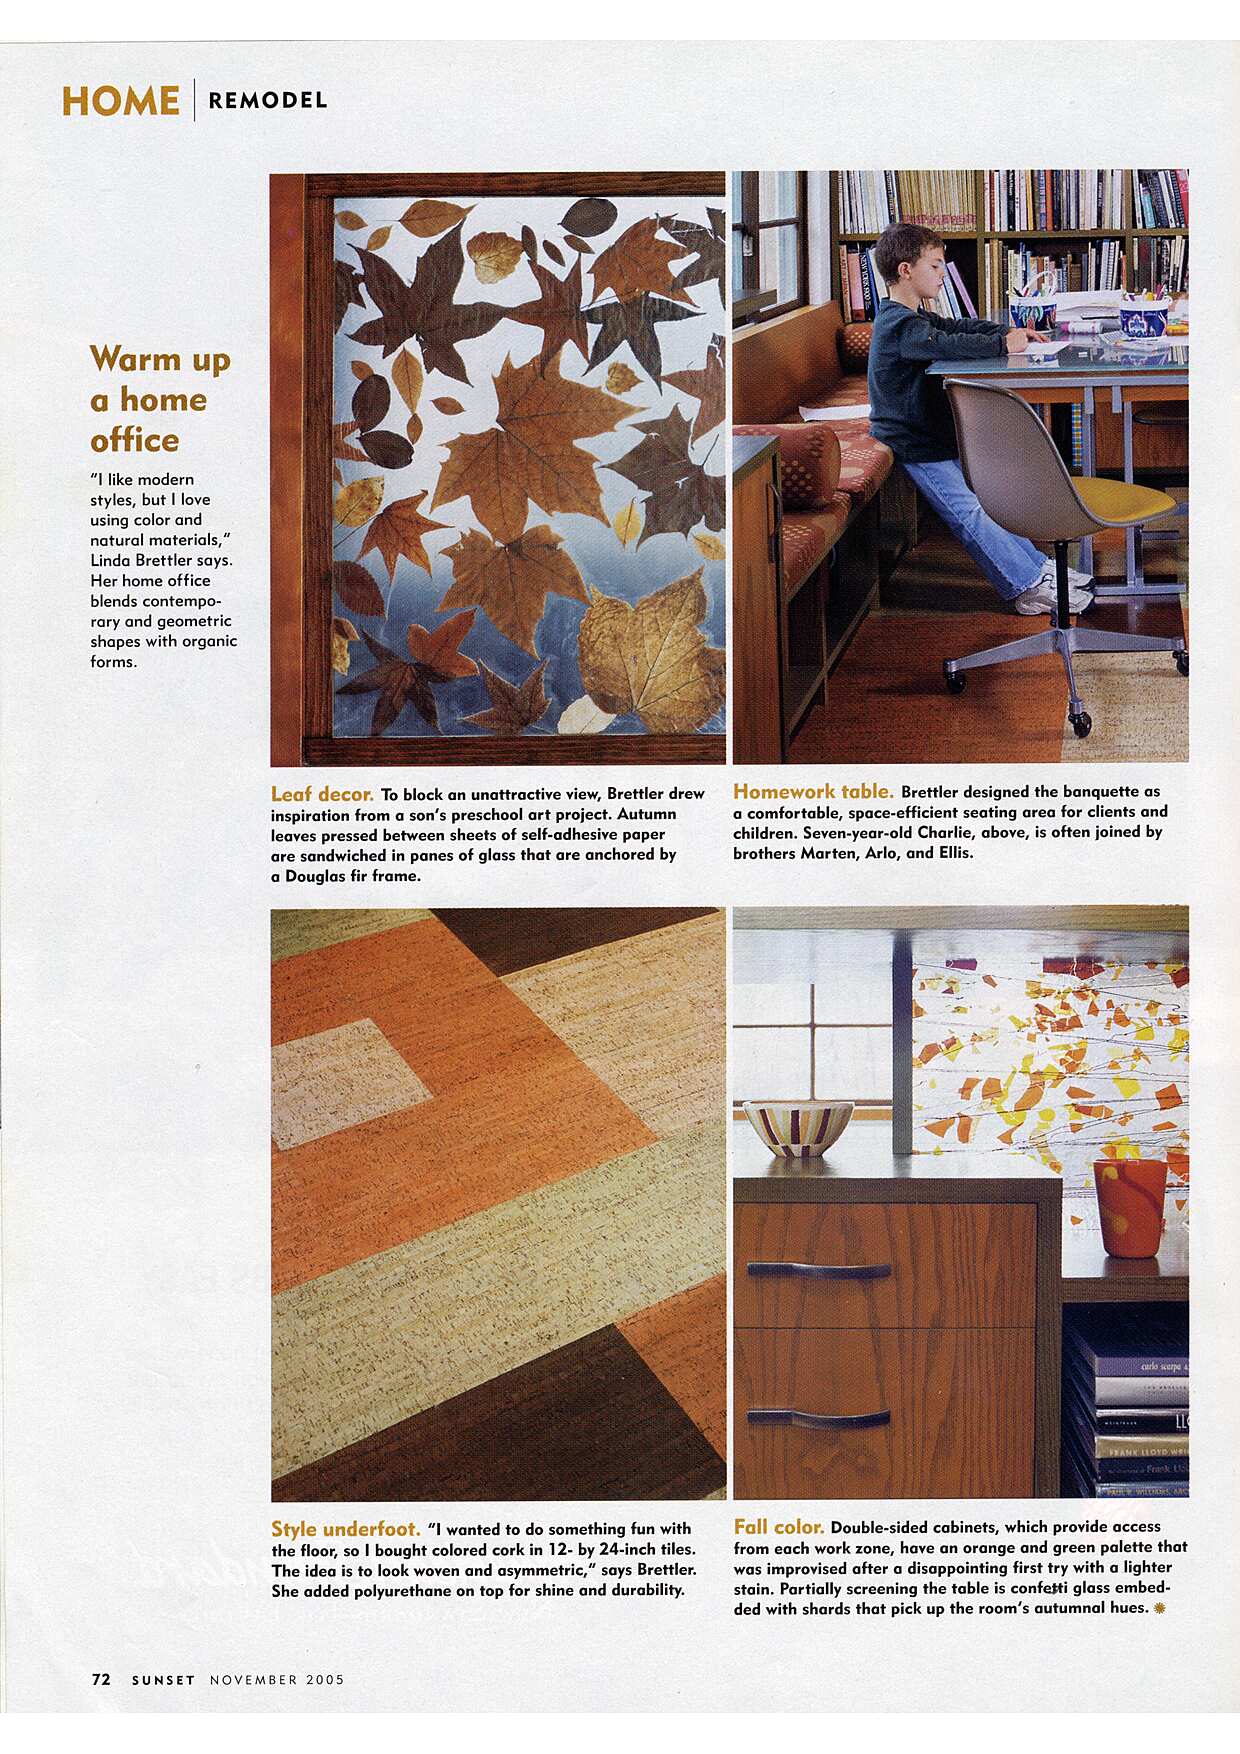 HOME | REMODEL
Warm up
a home
office
"I like modern
styles, but I love
using color and
natural materials,"
Linda Brettler says.
Her home office
blends contempo-
rary and geometric
shapes with organic
forms.
Leaf decor. To block an unattractive view, Brettler drew
inspiration from a son's preschool art project. Autumn
leaves pressed between sheets of self-adhesive paper
are sandwiched in panes of glass that are anchored by
a Douglas fir frame.
Homework table. Brettler designed the banquette as
a comfortable, space-efficient seating area for clients and
children. Seven-year-old Charlie, above, is often joined by
brothers Marten, Arlo, and Ellis.
carlo scarpa
FRANK LLOYD WRI
Frank Llo
PAUL R. WILLIAMS, ARC
Style underfoot. "I wanted to do something fun with
the floor, so I bought colored cork in 12- by 24-inch tiles.
The idea is to look woven and asymmetric," says Brettler.
She added polyurethane on top for shine and durability.
Fall color. Double-sided cabinets, which provide access
from each work zone, have an orange and green palette that
was improvised after a disappointing first try with a lighter
stain. Partially screening the table is confetti glass embed-
ded with shards that pick up the room's autumnal hues.
72 SUNSET NOVEMBER 2005